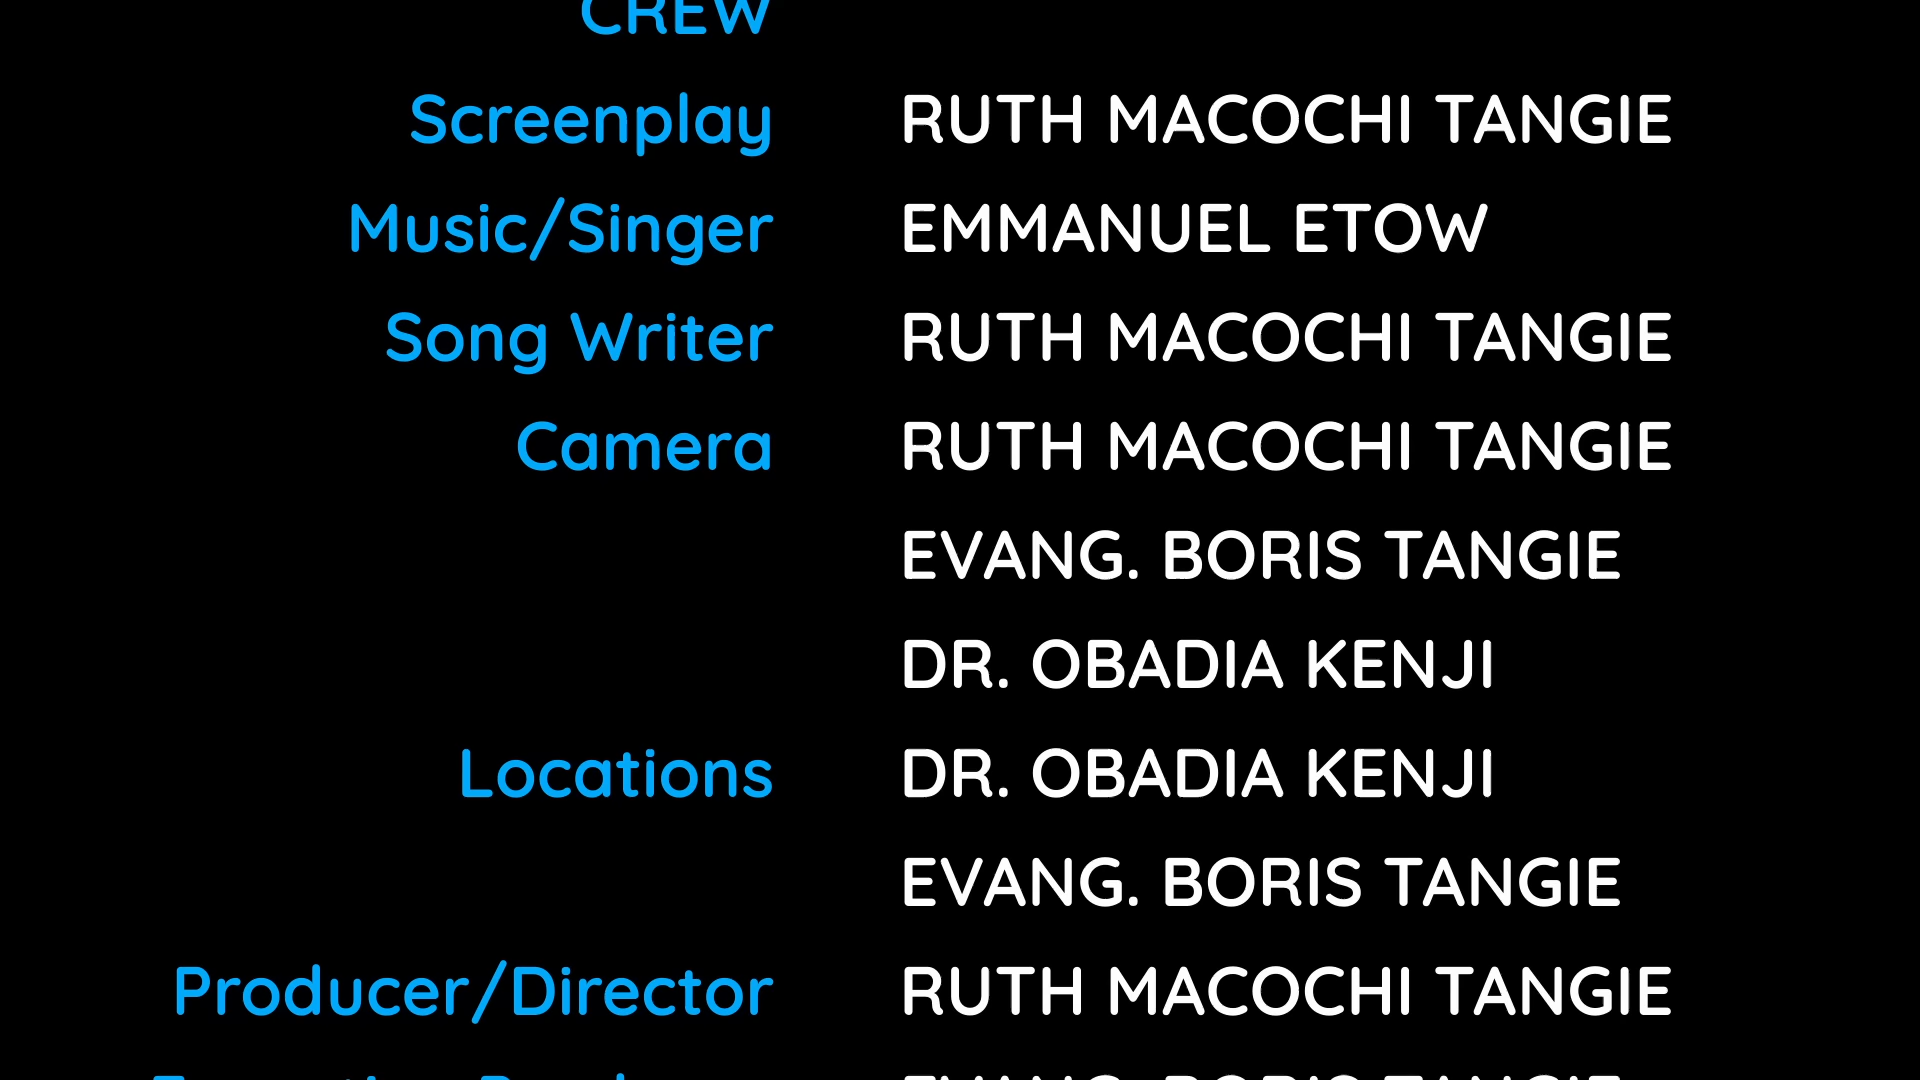 CREW
Screenplay RUTH MACOCHI TANGIE
Music/Singer EMMANUEL ETOW
Song Writer RUTH MACOCHI TANGIE
Camera RUTH MACOCHI TANGIE
EVANG. BORIS TANGIE
DR. OBADIA KENJI
Locations DR. OBADIA KENJI
EVANG. BORIS TANGIE
Producer/Director RUTH MACOCHI TANGIE